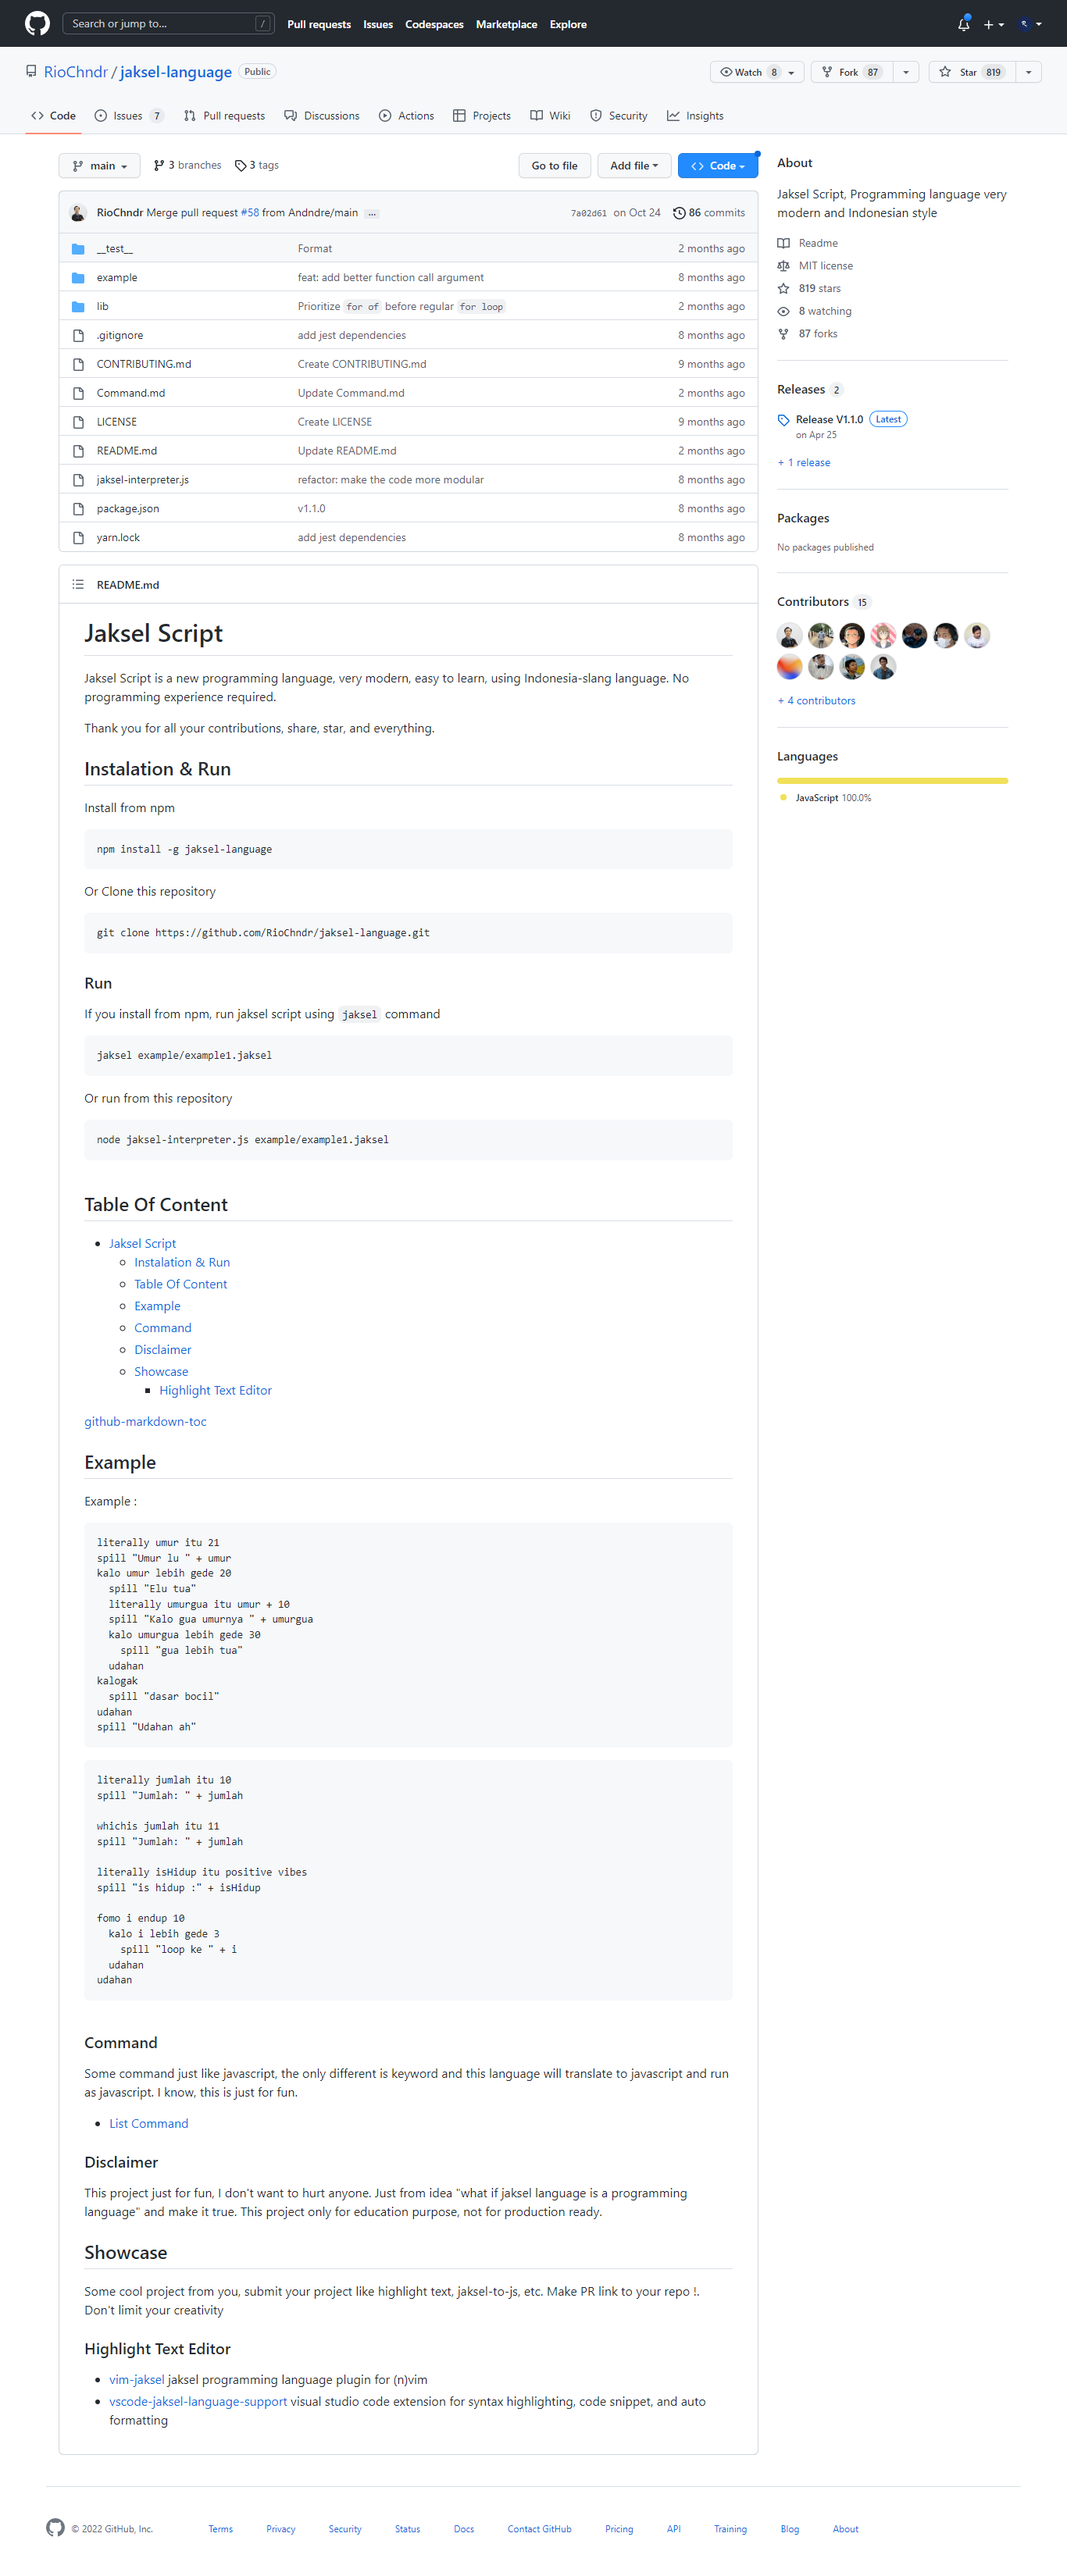 Search or jump to...
/
Pull requests
Issues
Codespaces
Marketplace
Explore
RioChndr / jaksel-language Public
Watch 8
Fork 87
Star 819
Code
Issues 7
Pull requests
Discussions
Actions
Projects
Wiki
Security
Insights
main
3 branches
3 tags
Go to file
Add file
Code
RioChndr Merge pull request #58 from Andndre/main ...
7a02d61 on Oct 24
86 commits
__test__ Format 2 months ago
example feat: add better function call argument 8 months ago
lib Prioritize for of before regular for loop 2 months ago
.gitignore add jest dependencies 8 months ago
CONTRIBUTING.md Create CONTRIBUTING.md 9 months ago
Command.md Update Command.md 2 months ago
LICENSE Create LICENSE 9 months ago
README.md Update README.md 2 months ago
jaksel-interpreter.js refactor: make the code more modular 8 months ago
package.json v1.1.0 8 months ago
yarn.lock add jest dependencies 8 months ago
README.md
Jaksel Script
Jaksel Script is a new programming language, very modern, easy to learn, using Indonesia-slang language. No
programming experience required.
Thank you for all your contributions, share, star, and everything.
Instalation & Run
Install from npm
npm install -g jaksel-language
Or Clone this repository
git clone https://github.com/RioChndr/jaksel-language.git
Run
If you install from npm, run jaksel script using jaksel command
jaksel example/example1.jaksel
Or run from this repository
node jaksel-interpreter.js example/example1.jaksel
Table Of Content
Jaksel Script
Instalation & Run
Table Of Content
Example
Command
Disclaimer
Showcase
Highlight Text Editor
github-markdown-toc
Example
Example :
literally umur itu 21
spill "Umur lu " + umur
kalo umur lebih gede 20
spill "Elu tua"
literally umurgua itu umur + 10
spill "Kalo gua umurnya " + umurgua
kalo umurgua lebih gede 30
spill "gua lebih tua"
udahan
kalogak
spill "dasar bocil"
udahan
spill "Udahan ah"
literally jumlah itu 10
spill "Jumlah: " + jumlah
whichis jumlah itu 11
spill "Jumlah: " + jumlah
literally isHidup itu positive vibes
spill "is hidup :" + isHidup
fomo i endup 10
kalo i lebih gede 3
spill "loop ke " + i
udahan
udahan
Command
Some command just like javascript, the only different is keyword and this language will translate to javascript and run
as javascript. I know, this is just for fun.
List Command
Disclaimer
This project just for fun, I don't want to hurt anyone. Just from idea "what if jaksel language is a programming
language" and make it true. This project only for education purpose, not for production ready.
Showcase
Some cool project from you, submit your project like highlight text, jaksel-to-js, etc. Make PR link to your repo !.
Don't limit your creativity
Highlight Text Editor
vim-jaksel jaksel programming language plugin for (n)vim
vscode-jaksel-language-support visual studio code extension for syntax highlighting, code snippet, and auto
formatting
About
Jaksel Script, Programming language very
modern and Indonesian style
Readme
MIT license
819 stars
8 watching
87 forks
Releases 2
Release V1.1.0 Latest
on Apr 25
+ 1 release
Packages
No packages published
Contributors 15
+ 4 contributors
Languages
JavaScript 100.0%
© 2022 GitHub, Inc.
Terms
Privacy
Security
Status
Docs
Contact GitHub
Pricing
API
Training
Blog
About